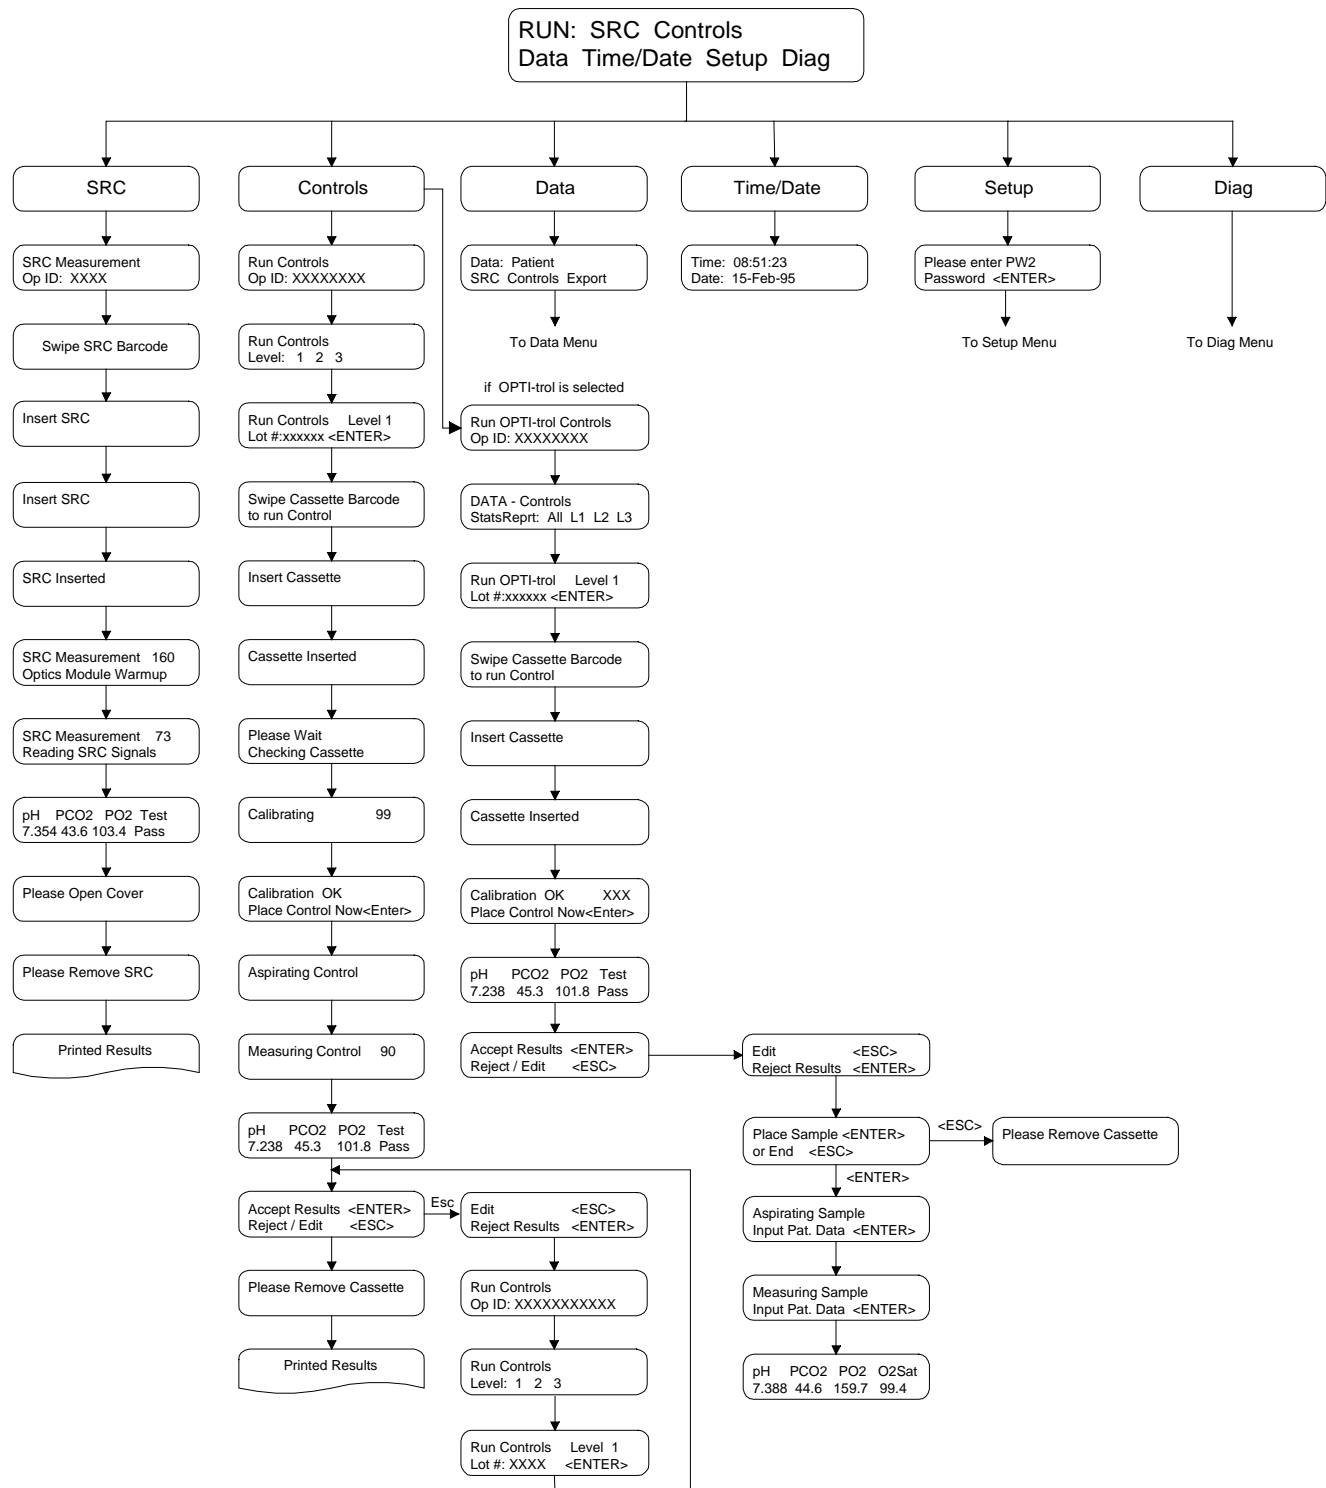 RUN: SRC Controls
Data Time/Date Setup Diag
SRC
SRC Measurement
Op ID: XXXX
Swipe SRC Barcode
Insert SRC
Insert SRC
SRC Inserted
SRC Measurement 160
Optics Module Warmup
SRC Measurement 73
Reading SRC Signals
pH PCO2 PO2 Test
7.354 43.6 103.4 Pass
Please Open Cover
Please Remove SRC
Printed Results
Controls
Run Controls
Op ID: XXXXXXXX
Run Controls
Level: 1 2 3
Run Controls Level 1
Lot #:xxxxxx <ENTER>
Swipe Cassette Barcode
to run Control
Insert Cassette
Cassette Inserted
Please Wait
Checking Cassette
Calibrating 99
Calibration OK
Place Control Now<Enter>
Aspirating Control
Measuring Control 90
pH PCO2 PO2 Test
7.238 45.3 101.8 Pass
Accept Results <ENTER>
Reject / Edit <ESC>
Esc
Please Remove Cassette
Printed Results
Edit <ESC>
Reject Results <ENTER>
Run Controls
Op ID: XXXXXXXXXXX
Run Controls
Level: 1 2 3
Run Controls Level 1
Lot #: XXXX <ENTER>
Data
Data: Patient
SRC Controls Export
To Data Menu
if OPTI-trol is selected
Run OPTI-trol Controls
Op ID: XXXXXXXX
DATA - Controls
StatsReprt: All L1 L2 L3
Run OPTI-trol Level 1
Lot #:xxxxxx <ENTER>
Swipe Cassette Barcode
to run Control
Insert Cassette
Cassette Inserted
Calibration OK XXX
Place Control Now<Enter>
pH PCO2 PO2 Test
7.238 45.3 101.8 Pass
Accept Results <ENTER>
Reject / Edit <ESC>
Edit <ESC>
Reject Results <ENTER>
Place Sample <ENTER>
or End <ESC>
<ESC>
Please Remove Cassette
<ENTER>
Aspirating Sample
Input Pat. Data <ENTER>
Measuring Sample
Input Pat. Data <ENTER>
pH PCO2 PO2 O2Sat
7.388 44.6 159.7 99.4
Time/Date
Time: 08:51:23
Date: 15-Feb-95
Setup
Please enter PW2
Password <ENTER>
To Setup Menu
Diag
To Diag Menu